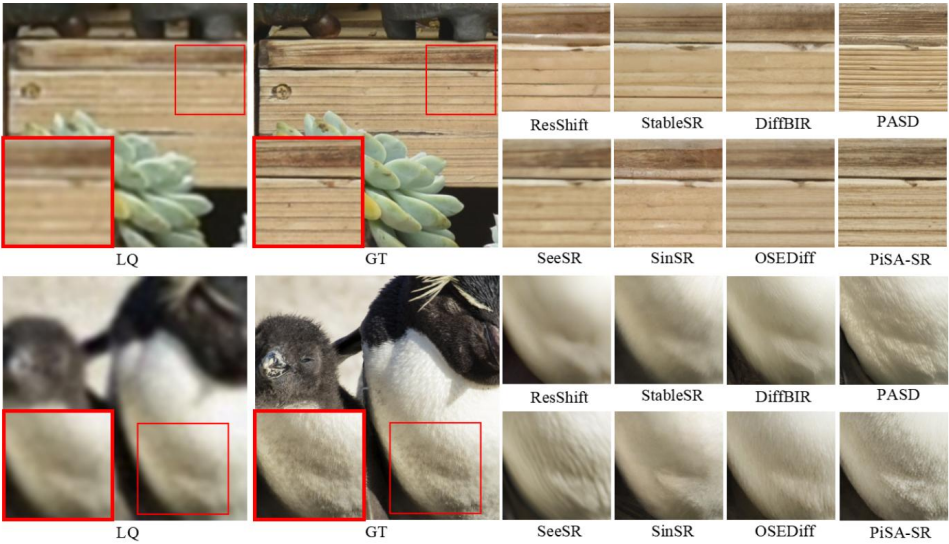 ResShift StableSR DiffBIR PASD
LQ GT SeeSR SinSR OSEDiff PiSA-SR
ResShift StableSR DiffBIR PASD
LQ GT SeeSR SinSR OSEDiff PiSA-SR